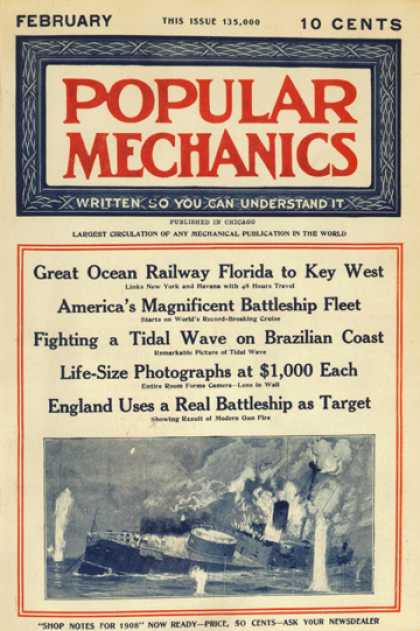 FEBRUARY THIS ISSUE 135,000 10 CENTS
POPULAR
MECHANICS
WRITTEN SO YOU CAN UNDERSTAND IT
PUBLISHED IN CHICAGO
LARGEST CIRCULATION OF ANY MECHANICAL PUBLICATION IN THE WORLD
Great Ocean Railway Florida to Key West
Links New York and Havana with 48 Hours Travel
America's Magnificent Battleship Fleet
Starts on World's Record-Breaking Cruise
Fighting a Tidal Wave on Brazilian Coast
Remarkable Picture of Tidal Wave
Life-Size Photographs at $1,000 Each
Entire Room Forms Camera—Lens in Wall
England Uses a Real Battleship as Target
Showing Result of Modern Gun Fire
"SHOP NOTES FOR 1908" NOW READY—PRICE, 50 CENTS—ASK YOUR NEWSDEALER